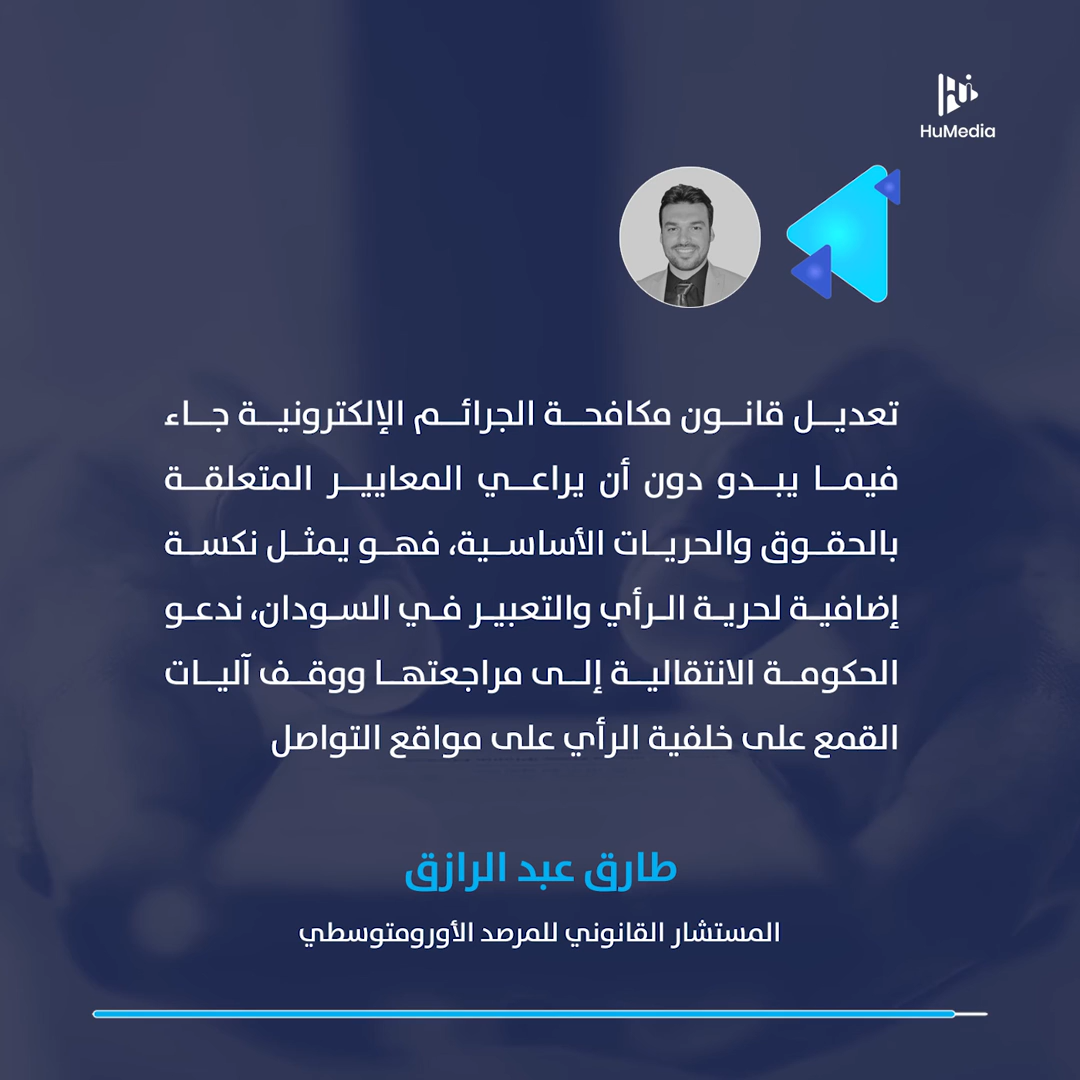 HuMedia
تعديل قانون مكافحة الجرائم الإلكترونية جاء
فيما يبدو دون أن يراعي المعايير المتعلقة
بالحقوق والحريات الأساسية، فهو يمثل نكسة
إضافية لحرية الرأي والتعبير في السودان، ندعو
الحكومة الانتقالية إلى مراجعتها ووقف آليات
القمع على خلفية الرأي على مواقع التواصل
طارق عبد الرازق
المستشار القانوني للمرصد الأورومتوسطي